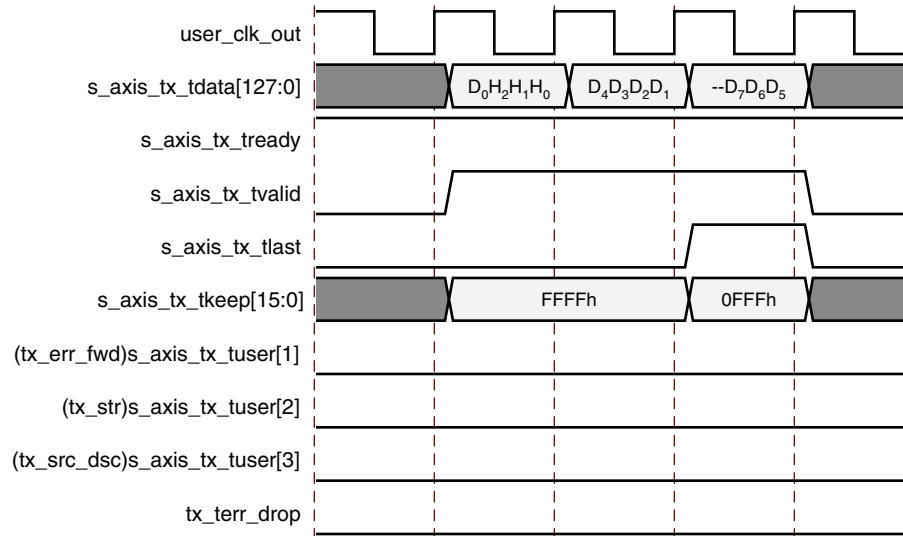 user_clk_out
s_axis_tx_tdata[127:0] D₀H₂H₁H₀ D₄D₃D₂D₁ --D₇D₆D₅
s_axis_tx_tready
s_axis_tx_tvalid
s_axis_tx_tlast
s_axis_tx_tkeep[15:0] FFFFh 0FFFh
(tx_err_fwd)s_axis_tx_tuser[1]
(tx_str)s_axis_tx_tuser[2]
(tx_src_dsc)s_axis_tx_tuser[3]
tx_terr_drop